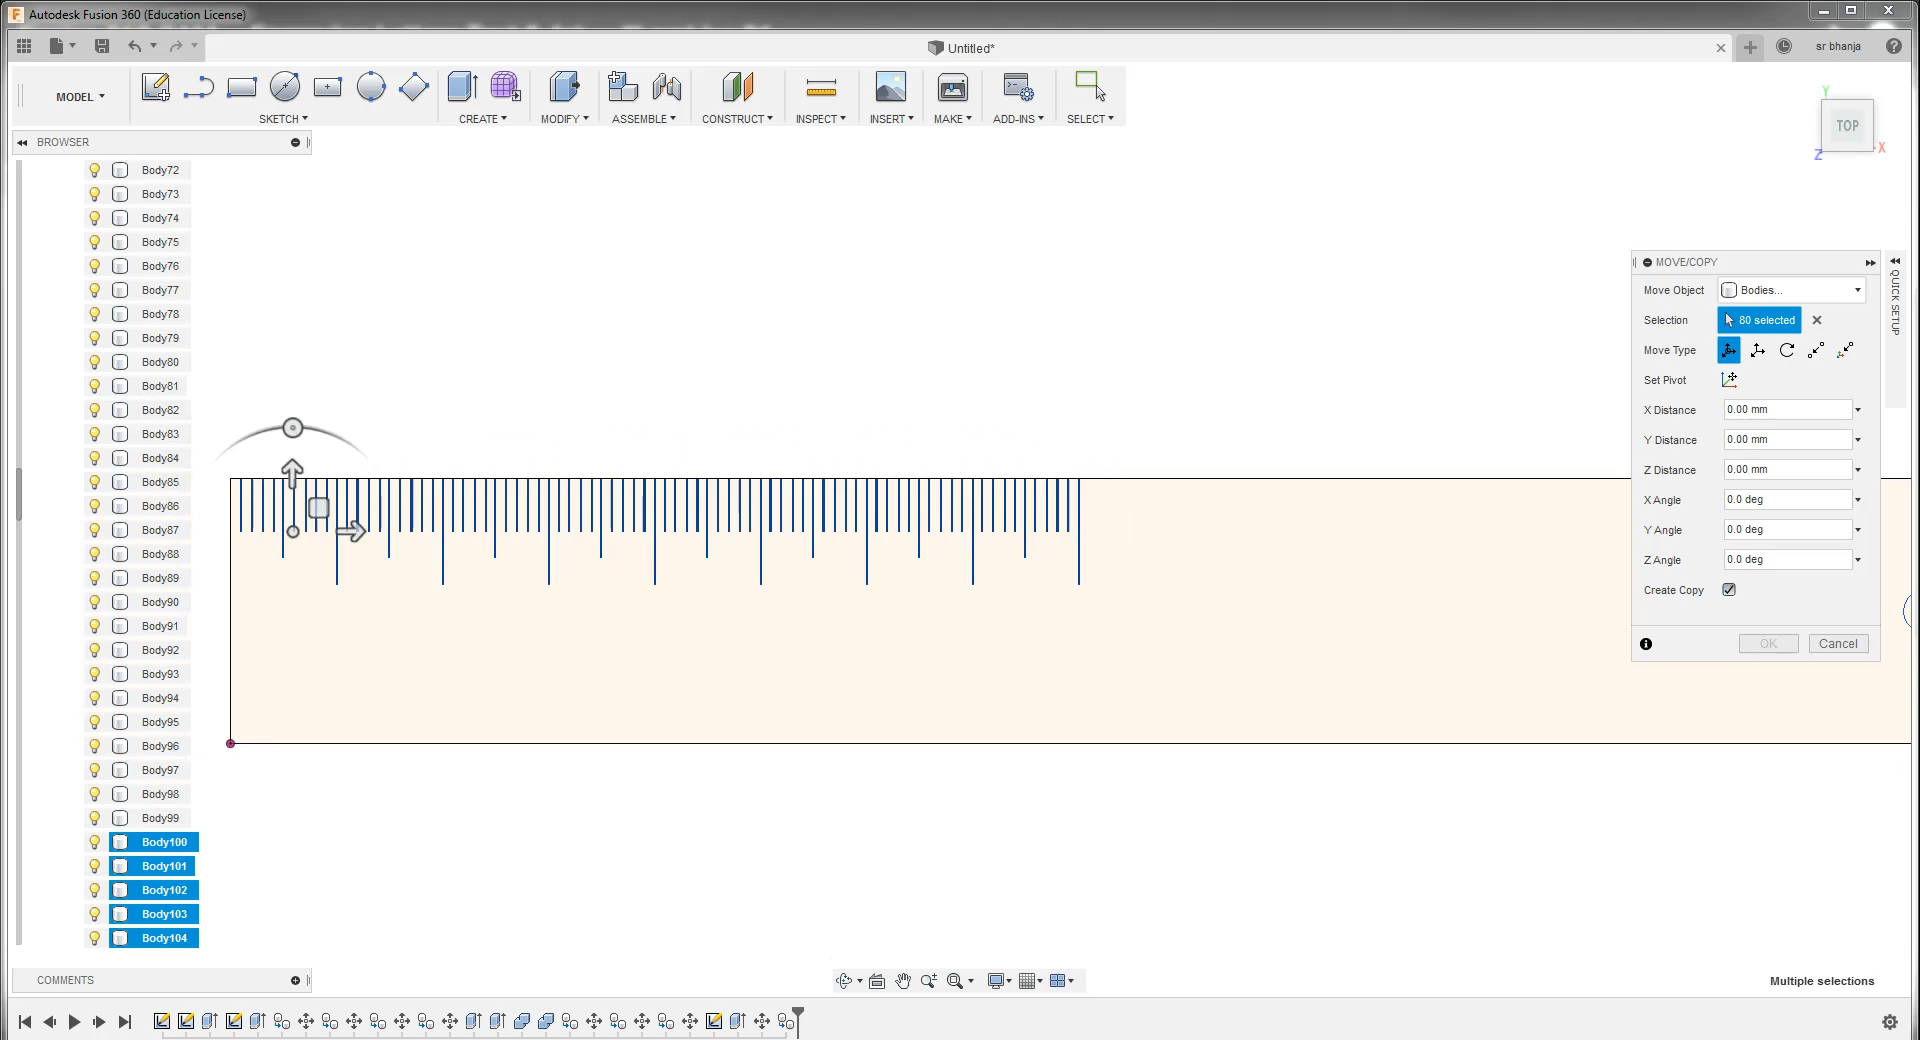 Autodesk Fusion 360 (Education License)
Untitled*
sr bhanja
MODEL
SKETCH
CREATE
MODIFY
ASSEMBLE
CONSTRUCT
INSPECT
INSERT
MAKE
ADD-INS
SELECT
Y
TOP
Z
X
BROWSER
Body72
Body73
Body74
Body75
Body76
Body77
Body78
Body79
Body80
Body81
Body82
Body83
Body84
Body85
Body86
Body87
Body88
Body89
Body90
Body91
Body92
Body93
Body94
Body95
Body96
Body97
Body98
Body99
Body100
Body101
Body102
Body103
Body104
MOVE/COPY
Move Object Bodies...
Selection 80 selected
Move Type
Set Pivot
X Distance 0.00 mm
Y Distance 0.00 mm
Z Distance 0.00 mm
X Angle 0.0 deg
Y Angle 0.0 deg
Z Angle 0.0 deg
Create Copy
OK Cancel
QUICK SETUP
COMMENTS
Multiple selections